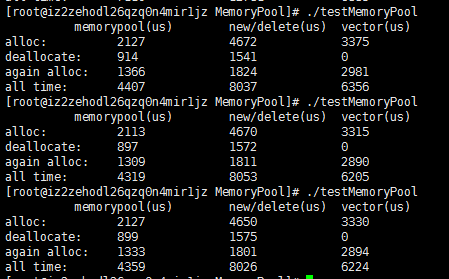 [root@iz2zehodl26qzq0n4mir1jz MemoryPool]# ./testMemoryPool
memorypool(us) new/delete(us) vector(us)
alloc: 2127 4672 3375
deallocate: 914 1541 0
again alloc: 1366 1824 2981
all time: 4407 8037 6356
[root@iz2zehodl26qzq0n4mir1jz MemoryPool]# ./testMemoryPool
memorypool(us) new/delete(us) vector(us)
alloc: 2113 4670 3315
deallocate: 897 1572 0
again alloc: 1309 1811 2890
all time: 4319 8053 6205
[root@iz2zehodl26qzq0n4mir1jz MemoryPool]# ./testMemoryPool
memorypool(us) new/delete(us) vector(us)
alloc: 2127 4650 3330
deallocate: 899 1575 0
again alloc: 1333 1801 2894
all time: 4359 8026 6224